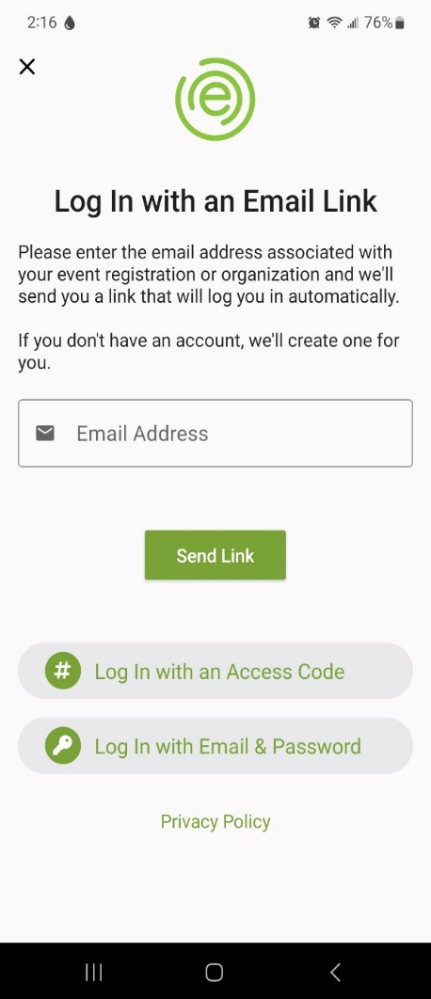 2:16 76%
e
Log In with an Email Link
Please enter the email address associated with
your event registration or organization and we'll
send you a link that will log you in automatically.
If you don't have an account, we'll create one for
you.
Email Address
Send Link
# Log In with an Access Code
Log In with Email & Password
Privacy Policy